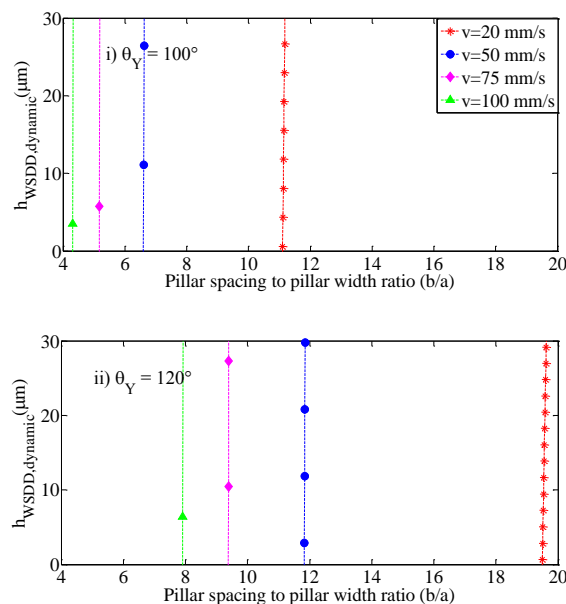 30
20
10
0
h_WSDD,dynamic(μm)
i) θ_Y = 100°
v=20 mm/s
v=50 mm/s
v=75 mm/s
v=100 mm/s
4 6 8 10 12 14 16 18 20
Pillar spacing to pillar width ratio (b/a)
30
20
10
0
h_WSDD,dynamic(μm)
ii) θ_Y = 120°
4 6 8 10 12 14 16 18 20
Pillar spacing to pillar width ratio (b/a)